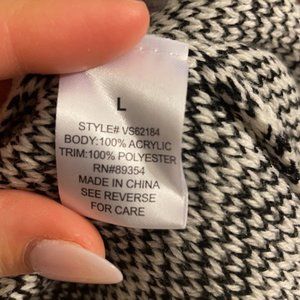 L
STYLE# VS62184
BODY:100% ACRYLIC
TRIM:100% POLYESTER
RN#89354
MADE IN CHINA
SEE REVERSE
FOR CARE